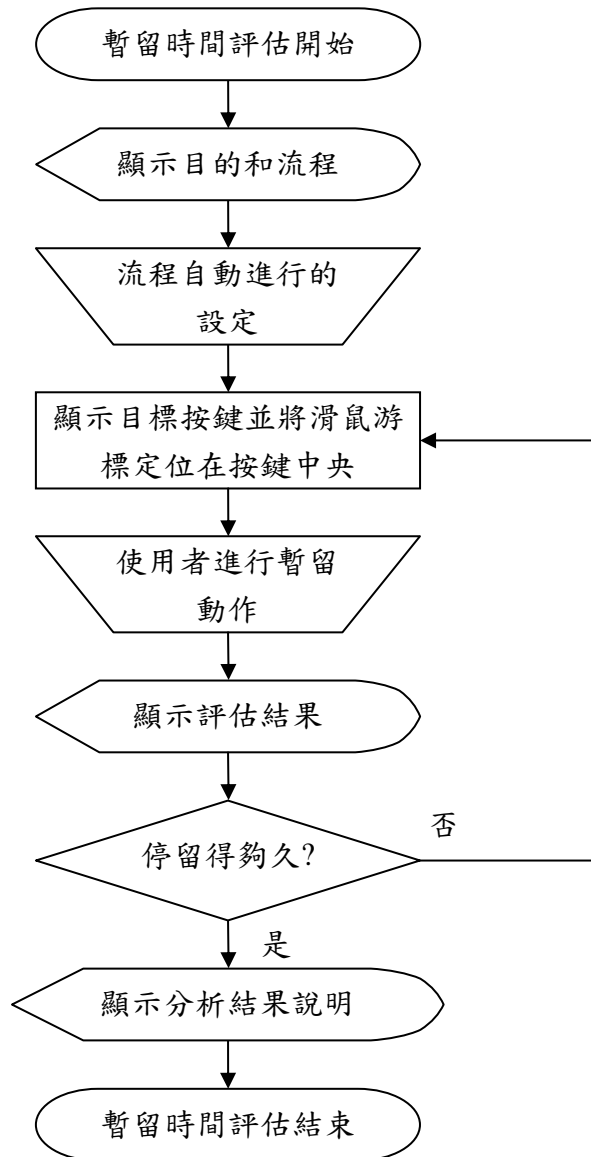 暫留時間評估開始
顯示目的和流程
流程自動進行的
設定
顯示目標按鍵並將滑鼠游
標定位在按鍵中央
使用者進行暫留
動作
顯示評估結果
停留得夠久?
否
是
顯示分析結果說明
暫留時間評估結束